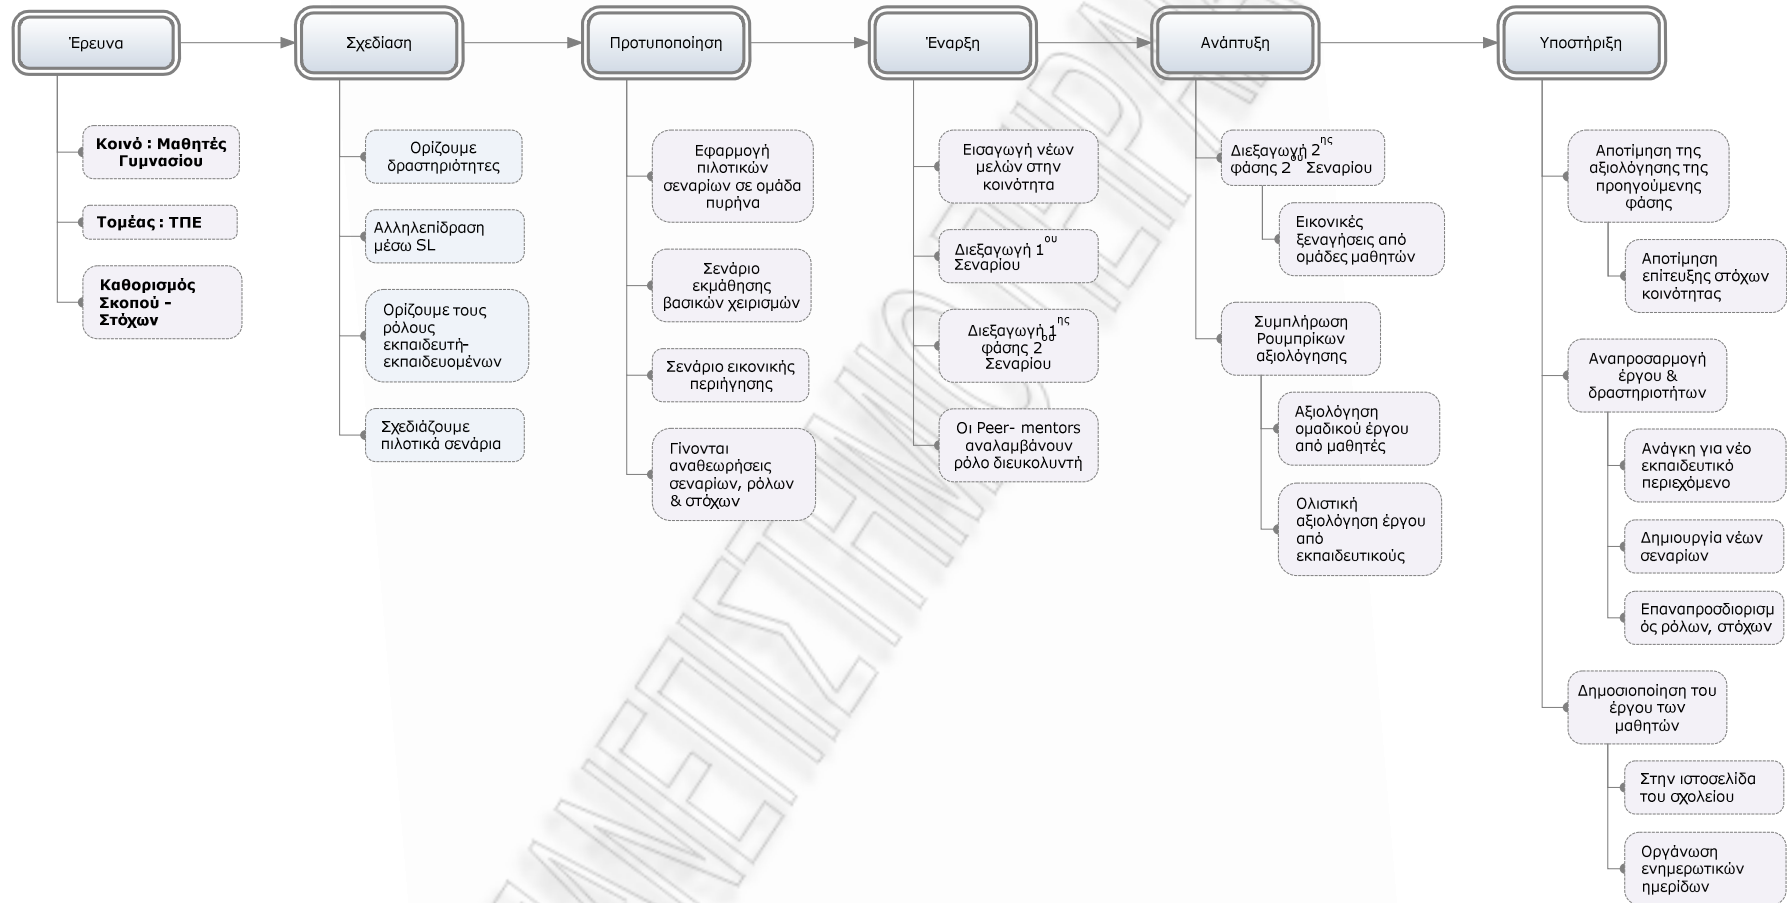 Έρευνα
Σχεδίαση
Προτυποποίηση
Έναρξη
Ανάπτυξη
Υποστήριξη
Κοινό : Μαθητές
Γυμνασίου
Τομέας : ΤΠΕ
Καθορισμός
Σκοπού –
Στόχων
Ορίζουμε
δραστηριότητες
Αλληλεπίδραση
μέσω SL
Ορίζουμε τους
ρόλους
εκπαιδευτή-
εκπαιδευομένων
Σχεδιάζουμε
πιλοτικά σενάρια
Εφαρμογή
πιλοτικών
σεναρίων σε ομάδα
πυρήνα
Σενάριο
εκμάθησης
βασικών χειρισμών
Σενάριο εικονικής
περιήγησης
Γίνονται
αναθεωρήσεις
σεναρίων, ρόλων
& στόχων
Εισαγωγή νέων
μελών στην
κοινότητα
Διεξαγωγή 1ου
Σεναρίου
Διεξαγωγή 1ης
φάσης 2ου
Σεναρίου
Οι Peer- mentors
αναλαμβάνουν
ρόλο διευκολυντή
Διεξαγωγή 2ης
φάσης 2ου Σεναρίου
Εικονικές
ξεναγήσεις από
ομάδες μαθητών
Συμπλήρωση
Ρουμπρίκων
αξιολόγησης
Αξιολόγηση
ομαδικού έργου
από μαθητές
Ολιστική
αξιολόγηση έργου
από
εκπαιδευτικούς
Αποτίμηση της
αξιολόγησης της
προηγούμενης
φάσης
Αποτίμηση
επίτευξης στόχων
κοινότητας
Αναπροσαρμογή
έργου &
δραστηριοτήτων
Ανάγκη για νέο
εκπαιδευτικό
περιεχόμενο
Δημιουργία νέων
σεναρίων
Επαναπροσδιορισμ
ός ρόλων, στόχων
Δημοσιοποίηση του
έργου των
μαθητών
Στην ιστοσελίδα
του σχολείου
Οργάνωση
ενημερωτικών
ημερίδων